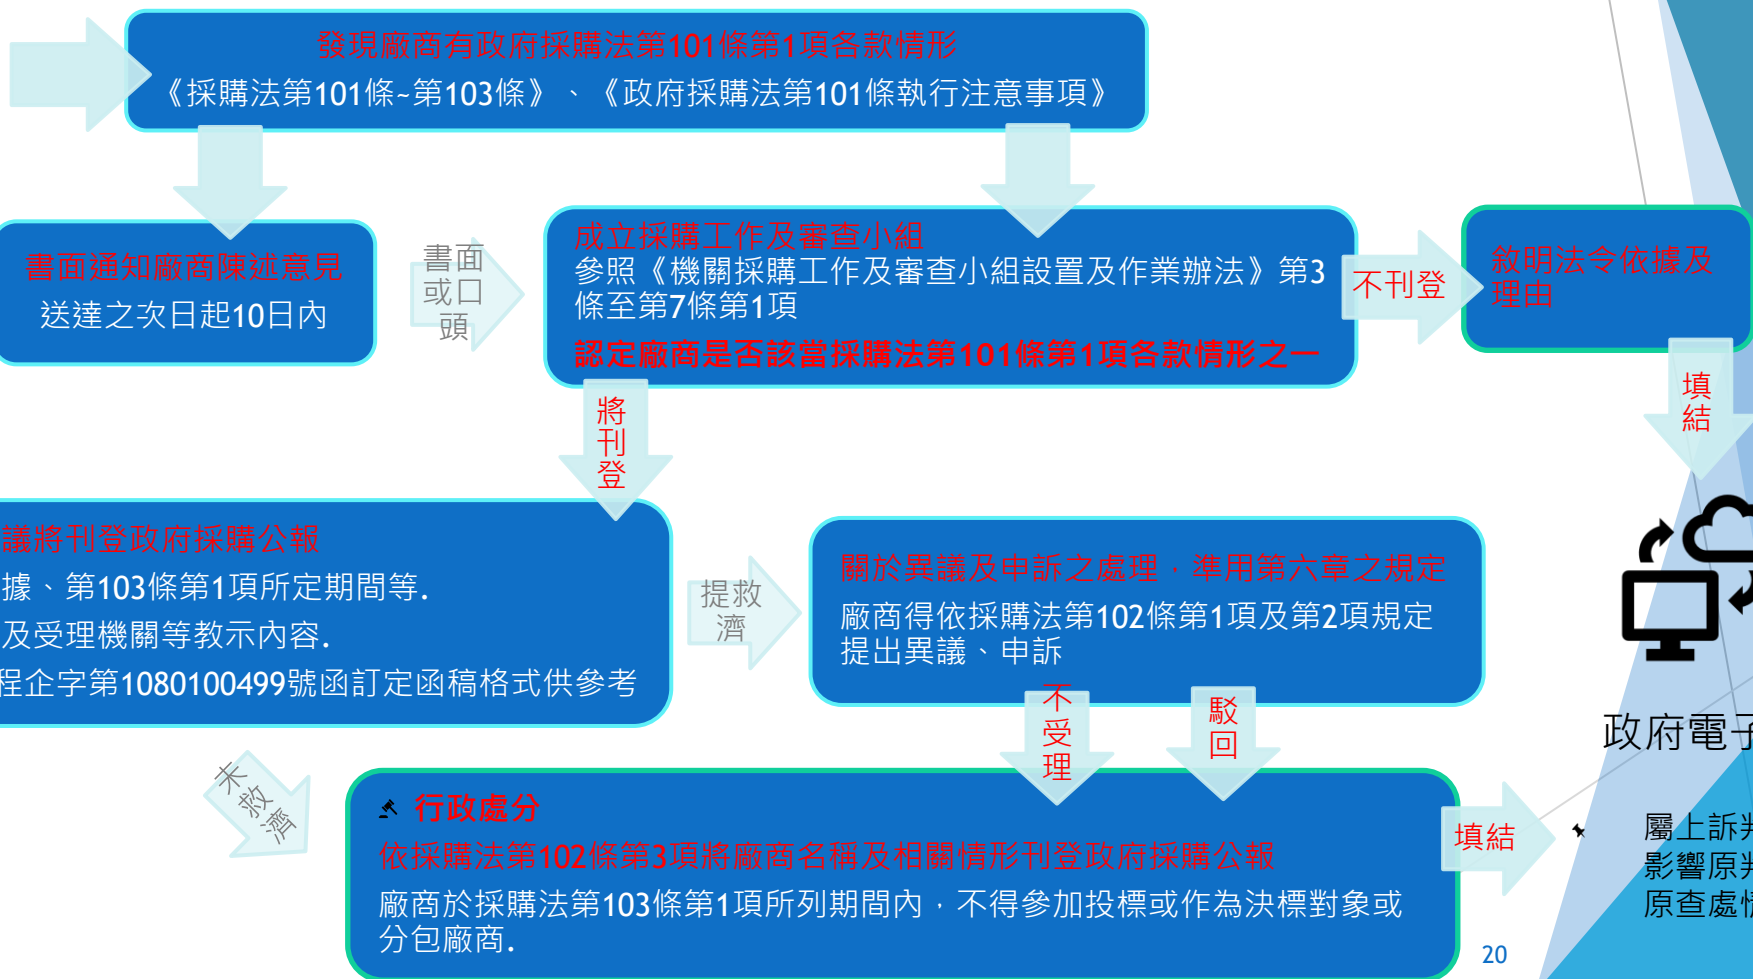 發現廠商有政府採購法第101條第1項各款情形
《採購法第101條~第103條》、《政府採購法第101條執行注意事項》
書面通知廠商陳述意見
送達之次日起10日內
書面
或口
頭
成立採購工作及審查小組
參照《機關採購工作及審查小組設置及作業辦法》第3
條至第7條第1項
認定廠商是否該當採購法第101條第1項各款情形之一
不刊登
敘明法令依據及
理由
填
結
將
刊
登
議將刊登政府採購公報
據、第103條第1項所定期間等.
及受理機關等教示內容.
程企字第1080100499號函訂定函稿格式供參考
提救
濟
關於異議及申訴之處理，準用第六章之規定
廠商得依採購法第102條第1項及第2項規定
提出異議、申訴
不
受
理
駁
回
未
救
濟
行政處分
依採購法第102條第3項將廠商名稱及相關情形刊登政府採購公報
廠商於採購法第103條第1項所列期間內，不得參加投標或作為決標對象或
分包廠商.
填結
政府電子
屬上訴判
影響原判
原查處情
20